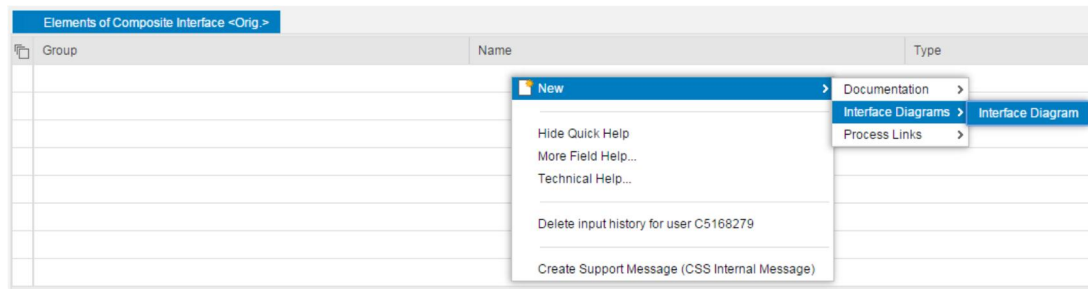 Elements of Composite Interface <Orig.>
Group Name Type
New Documentation
Interface Diagrams Interface Diagram
Hide Quick Help Process Links
More Field Help...
Technical Help...
Delete input history for user C5168279
Create Support Message (CSS Internal Message)